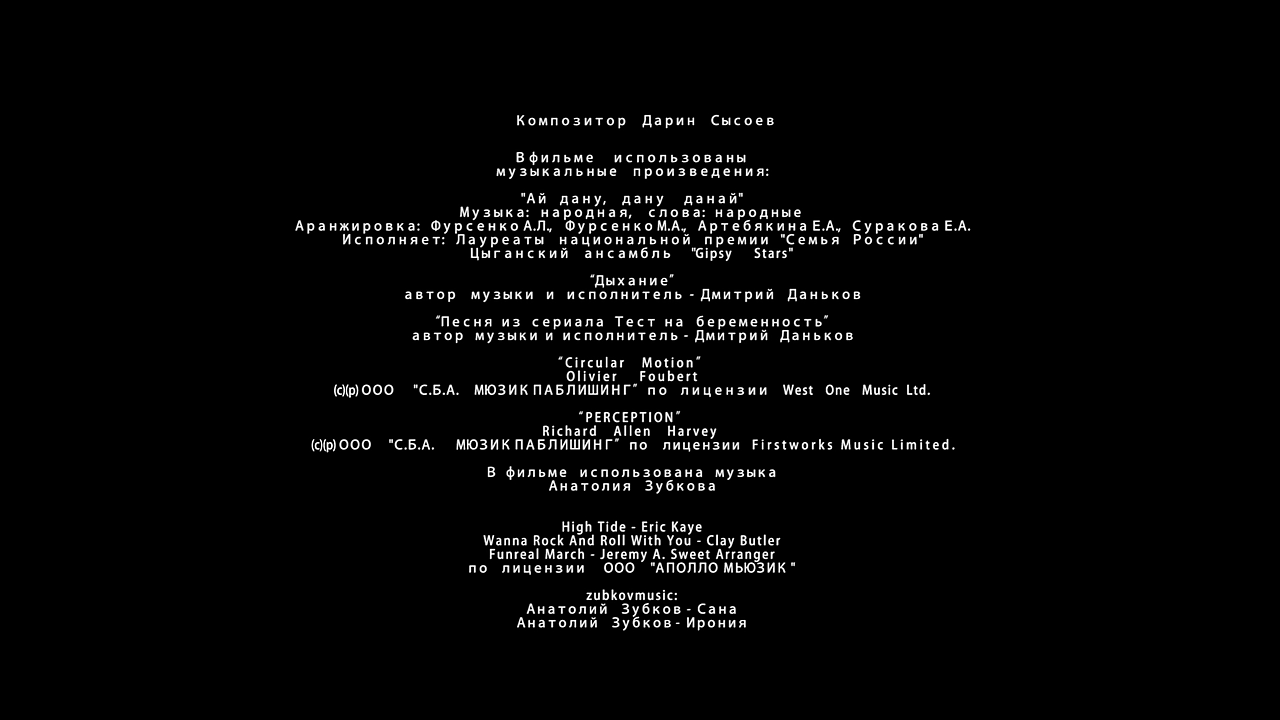 Композитор Дарин Сысоев
В фильме использованы
музыкальные произведения:
"Ай дану, дану данай"
Музыка: народная, слова: народные
Аранжировка: Фурсенко А.Л., Фурсенко М.А., Артебякина Е.А., Суракова Е.А.
Исполняет: Лауреаты национальной премии "Семья России"
Цыганский ансамбль "Gipsy Stars"
“Дыхание”
автор музыки и исполнитель - Дмитрий Даньков
“Песня из сериала Тест на беременность”
автор музыки и исполнитель - Дмитрий Даньков
“Circular Motion”
Olivier Foubert
(c)(p) ООО "С.Б.А. МЮЗИК ПАБЛИШИНГ” по лицензии West One Music Ltd.
“PERCEPTION”
Richard Allen Harvey
(c)(p) ООО "С.Б.А. МЮЗИК ПАБЛИШИНГ” по лицензии Firstworks Music Limited.
В фильме использована музыка
Анатолия Зубкова
High Tide - Eric Kaye
Wanna Rock And Roll With You - Clay Butler
Funreal March - Jeremy A. Sweet Arranger
по лицензии ООО "АПОЛЛО МЬЮЗИК "
zubkovmusic:
Анатолий Зубков - Сана
Анатолий Зубков - Ирония